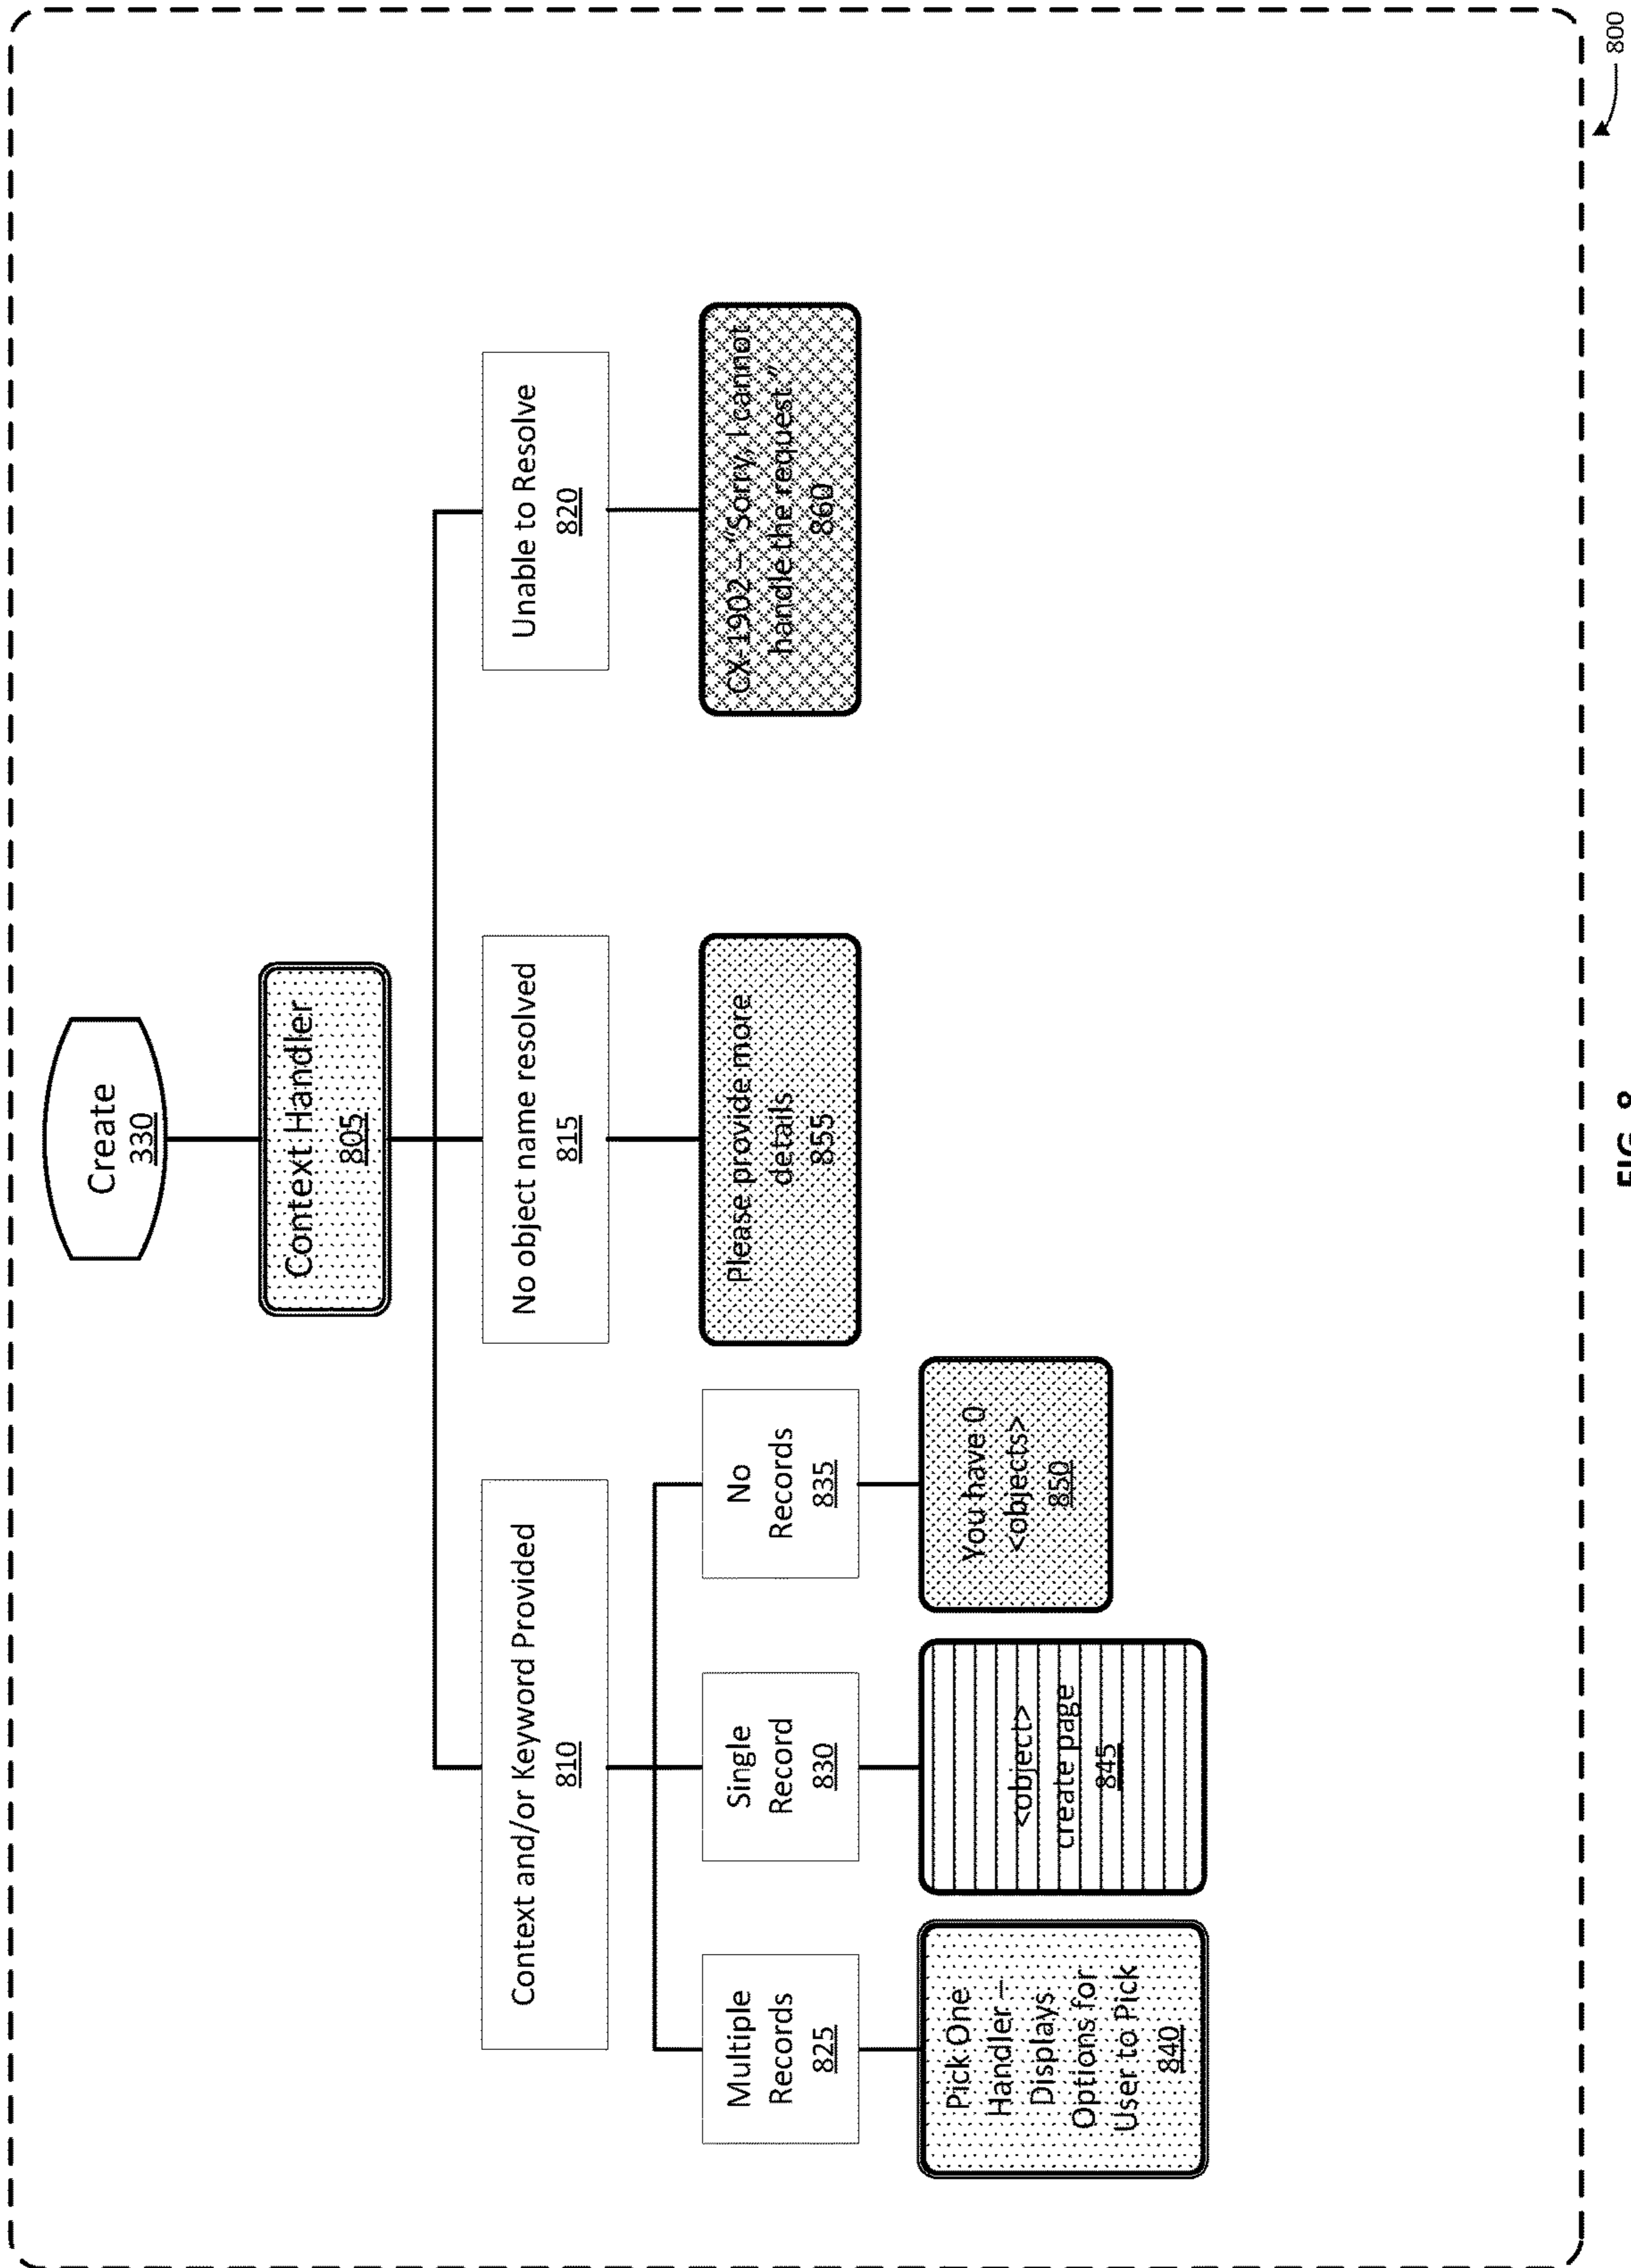 Create
330
Context Handler
805
Context and/or Keyword Provided
810
No object name resolved
815
Unable to Resolve
820
Multiple
Records
825
Single
Record
830
No
Records
835
Please provide more
details
855
CX-1902 – “Sorry, I cannot
handle the request.”
860
Pick One
Handler –
Displays
Options for
User to Pick
840
<object>
create page
845
You have 0
<objects>
850
800
FIG. 8